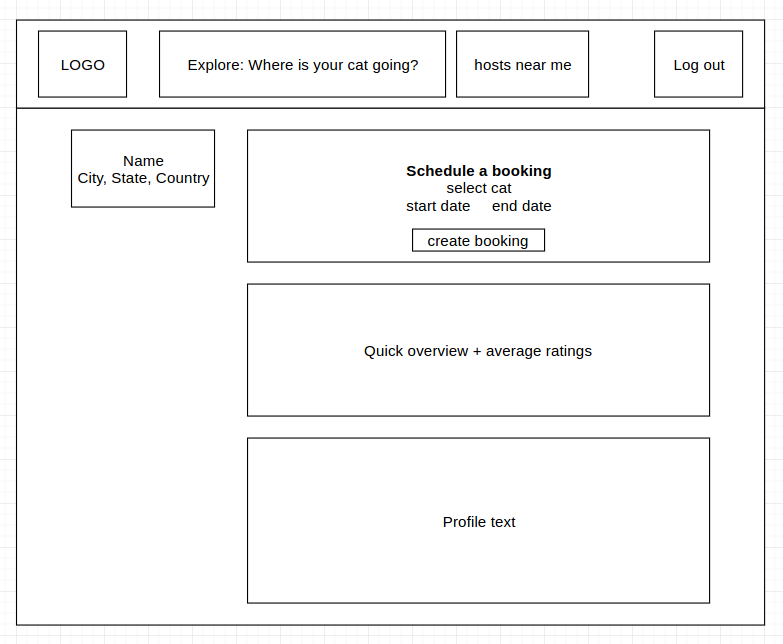 LOGO
Explore: Where is your cat going?
hosts near me
Log out
Name
City, State, Country
Schedule a booking
select cat
start date end date
create booking
Quick overview + average ratings
Profile text